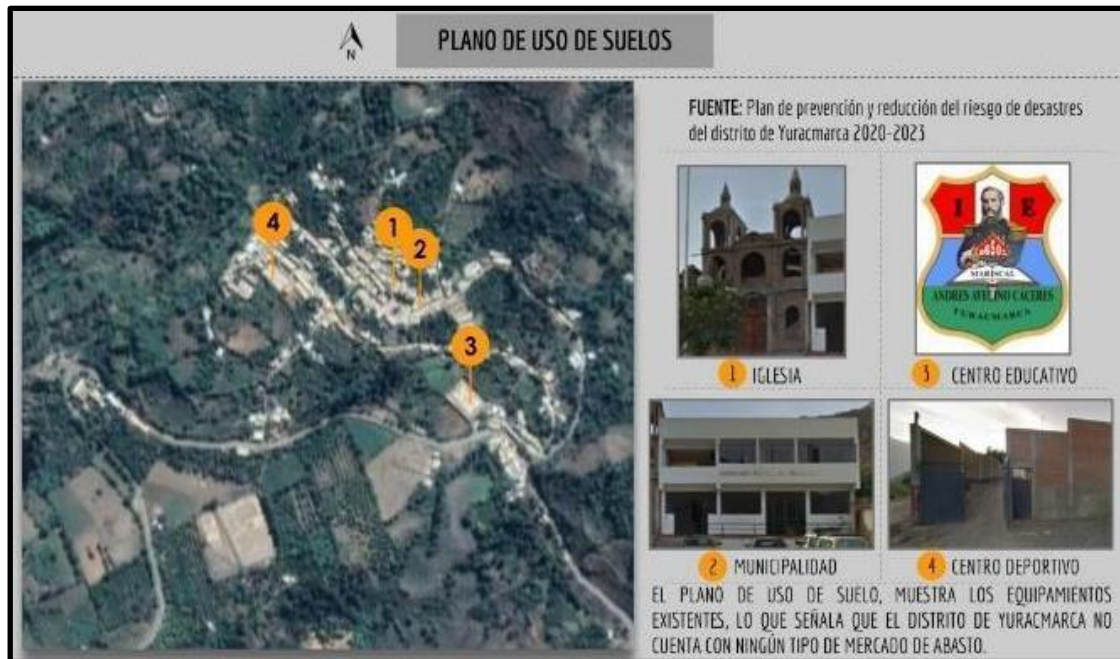 N
PLANO DE USO DE SUELOS
FUENTE: Plan de prevención y reducción del riesgo de desastres
del distrito de Yuracmarca 2020-2023
4
1
2
3
1 IGLESIA
I E
MARISCAL
ANDRES AVELINO CACERES
YURACMARCA
3 CENTRO EDUCATIVO
2 MUNICIPALIDAD
4 CENTRO DEPORTIVO
EL PLANO DE USO DE SUELO, MUESTRA LOS EQUIPAMIENTOS
EXISTENTES, LO QUE SEÑALA QUE EL DISTRITO DE YURACMARCA NO
CUENTA CON NINGÚN TIPO DE MERCADO DE ABASTO.